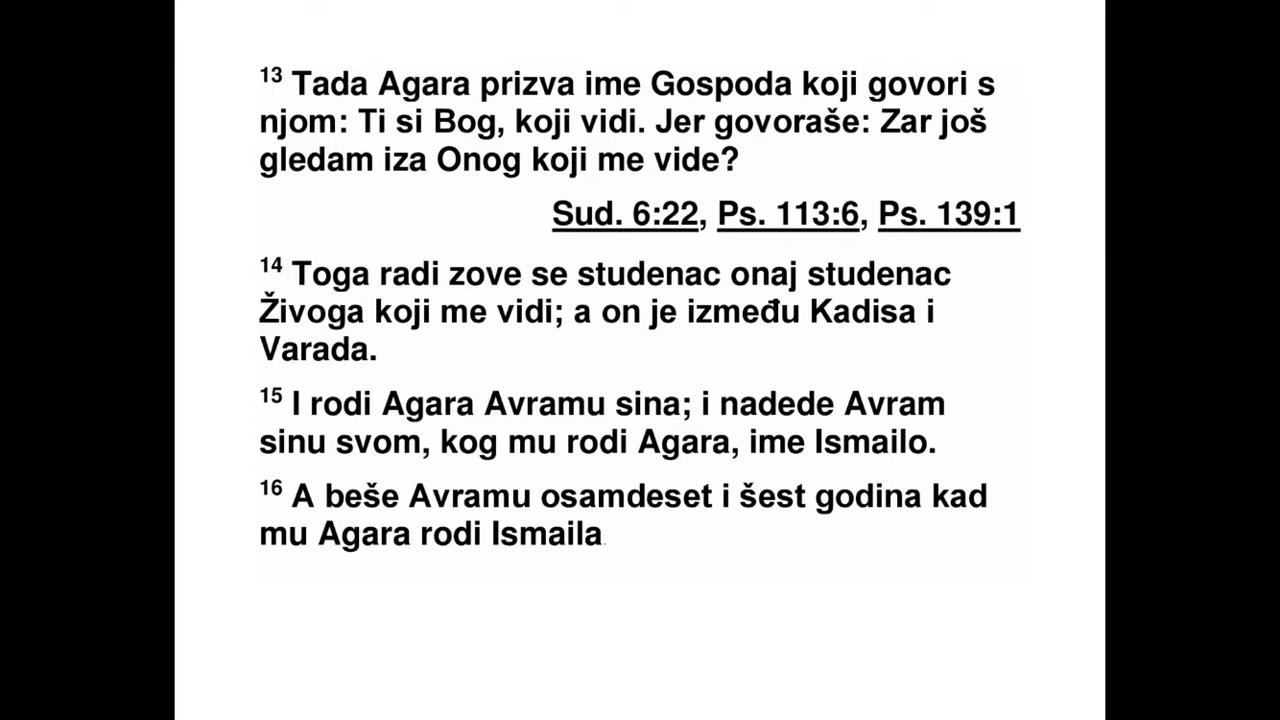 13 Tada Agara prizva ime Gospoda koji govori s
njom: Ti si Bog, koji vidi. Jer govoraše: Zar još
gledam iza Onog koji me vide?
Sud. 6:22, Ps. 113:6, Ps. 139:1
14 Toga radi zove se studenac onaj studenac
Živoga koji me vidi; a on je između Kadisa i
Varada.
15 I rodi Agara Avramu sina; i nadede Avram
sinu svom, kog mu rodi Agara, ime Ismailo.
16 A beše Avramu osamdeset i šest godina kad
mu Agara rodi Ismaila.